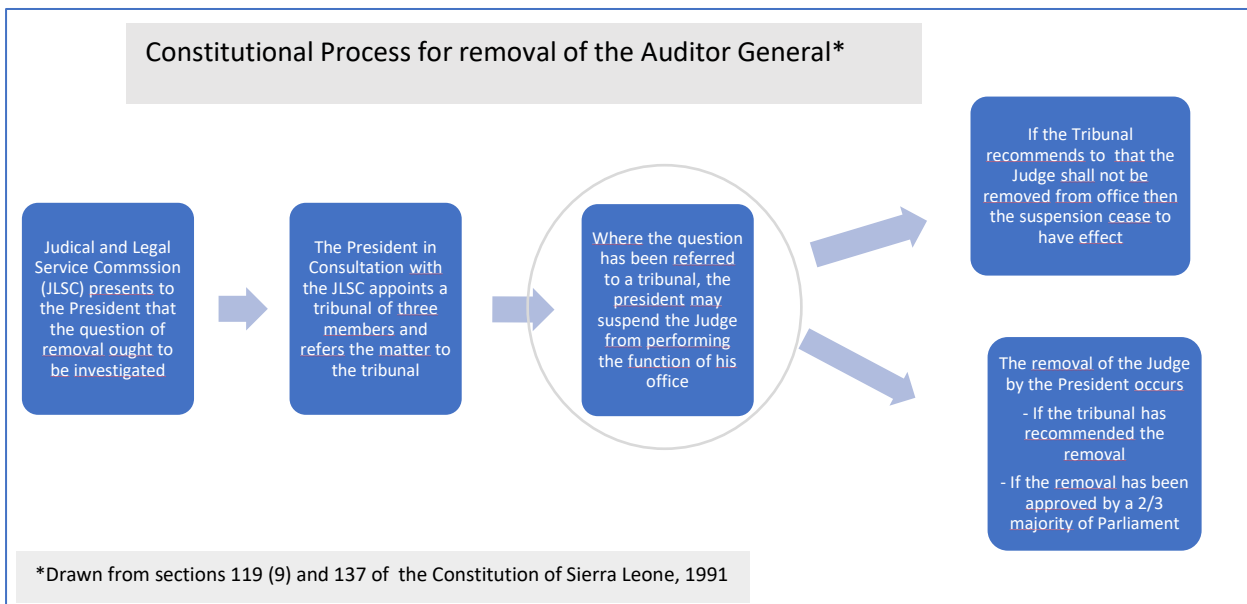 Constitutional Process for removal of the Auditor General*
Judical and Legal
Service Commssion
(JLSC) presents to
the President that
the question of
removal ought to
be investigated
The President in
Consultation with
the JLSC appoints a
tribunal of three
members and
refers the matter to
the tribunal
Where the question
has been referred
to a tribunal, the
president may
suspend the Judge
from performing
the function of his
office
If the Tribunal
recommends to  that the
Judge shall not be
removed from office then
the suspension cease to
have effect
The removal of the Judge
by the President occurs
- If the tribunal has
recommended the
removal
- If the removal has been
approved by a 2/3
majority of Parliament
*Drawn from sections 119 (9) and 137 of  the Constitution of Sierra Leone, 1991